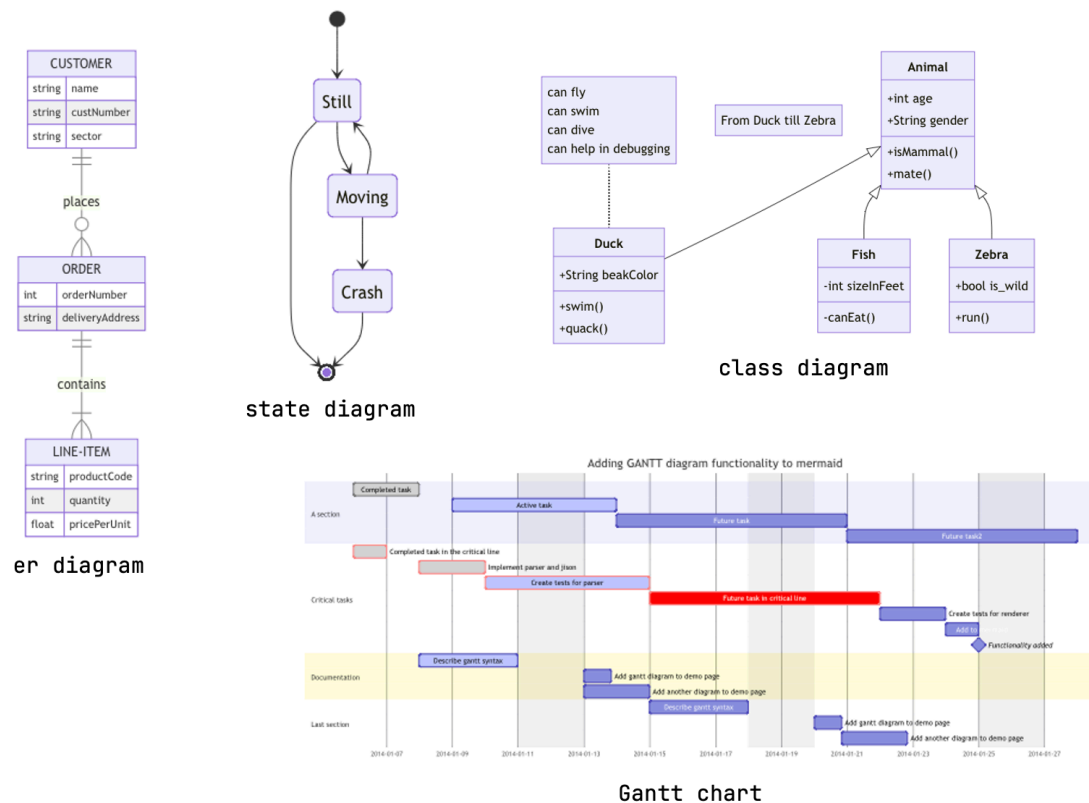 CUSTOMER
string name
string custNumber
string sector
places
ORDER
int orderNumber
string deliveryAddress
contains
LINE-ITEM
string productCode
int quantity
float pricePerUnit
er diagram
Still
Moving
Crash
state diagram
can fly
can swim
can dive
can help in debugging
From Duck till Zebra
Animal
+int age
+String gender
+isMammal()
+mate()
Duck
+String beakColor
+swim()
+quack()
Fish
-int sizeInFeet
-canEat()
Zebra
+bool is_wild
+run()
class diagram
Adding GANTT diagram functionality to mermaid
A section
Completed task
Active task
Future task
Future task2
Critical tasks
Completed task in the critical line
Implement parser and jison
Create tests for parser
Future task in critical line
Create tests for renderer
Add to
Functionality added
Documentation
Describe gantt syntax
Add gantt diagram to demo page
Add another diagram to demo page
Last section
Describe gantt syntax
Add gantt diagram to demo page
Add another diagram to demo page
2014-01-07 2014-01-09 2014-01-11 2014-01-13 2014-01-15 2014-01-17 2014-01-19 2014-01-21 2014-01-23 2014-01-25 2014-01-27
Gantt chart